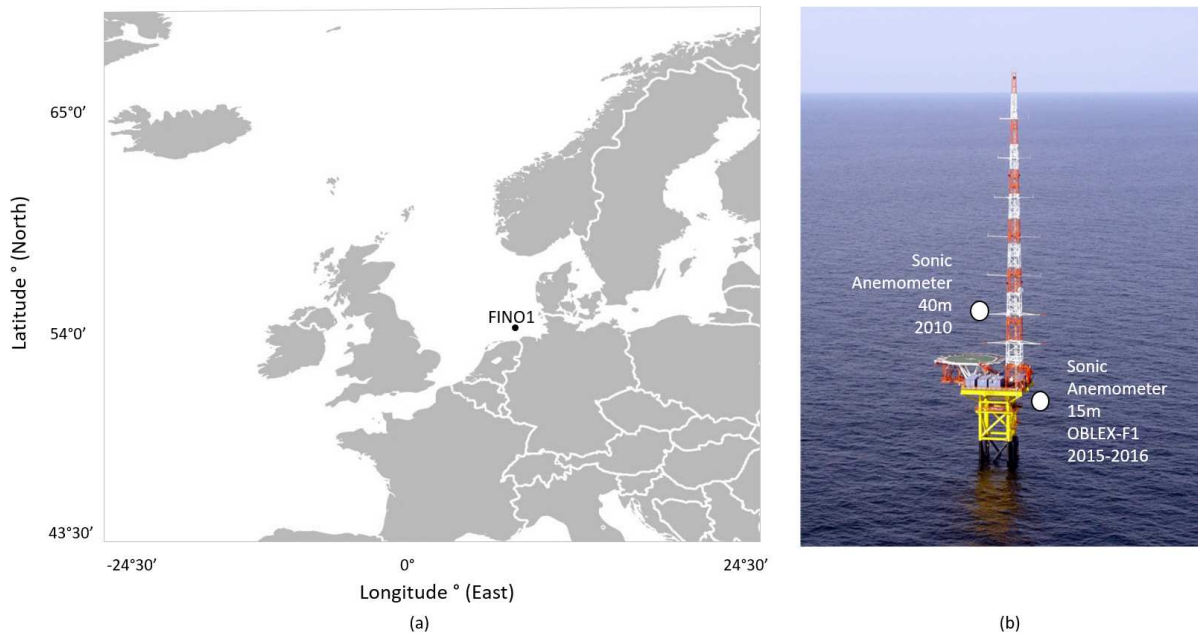 65°0′
54°0′
43°30′
Latitude ° (North)
FINO1
-24°30′
0°
24°30′
Longitude ° (East)
(a)
Sonic
Anemometer
40m
2010
Sonic
Anemometer
15m
OBLEX-F1
2015-2016
(b)